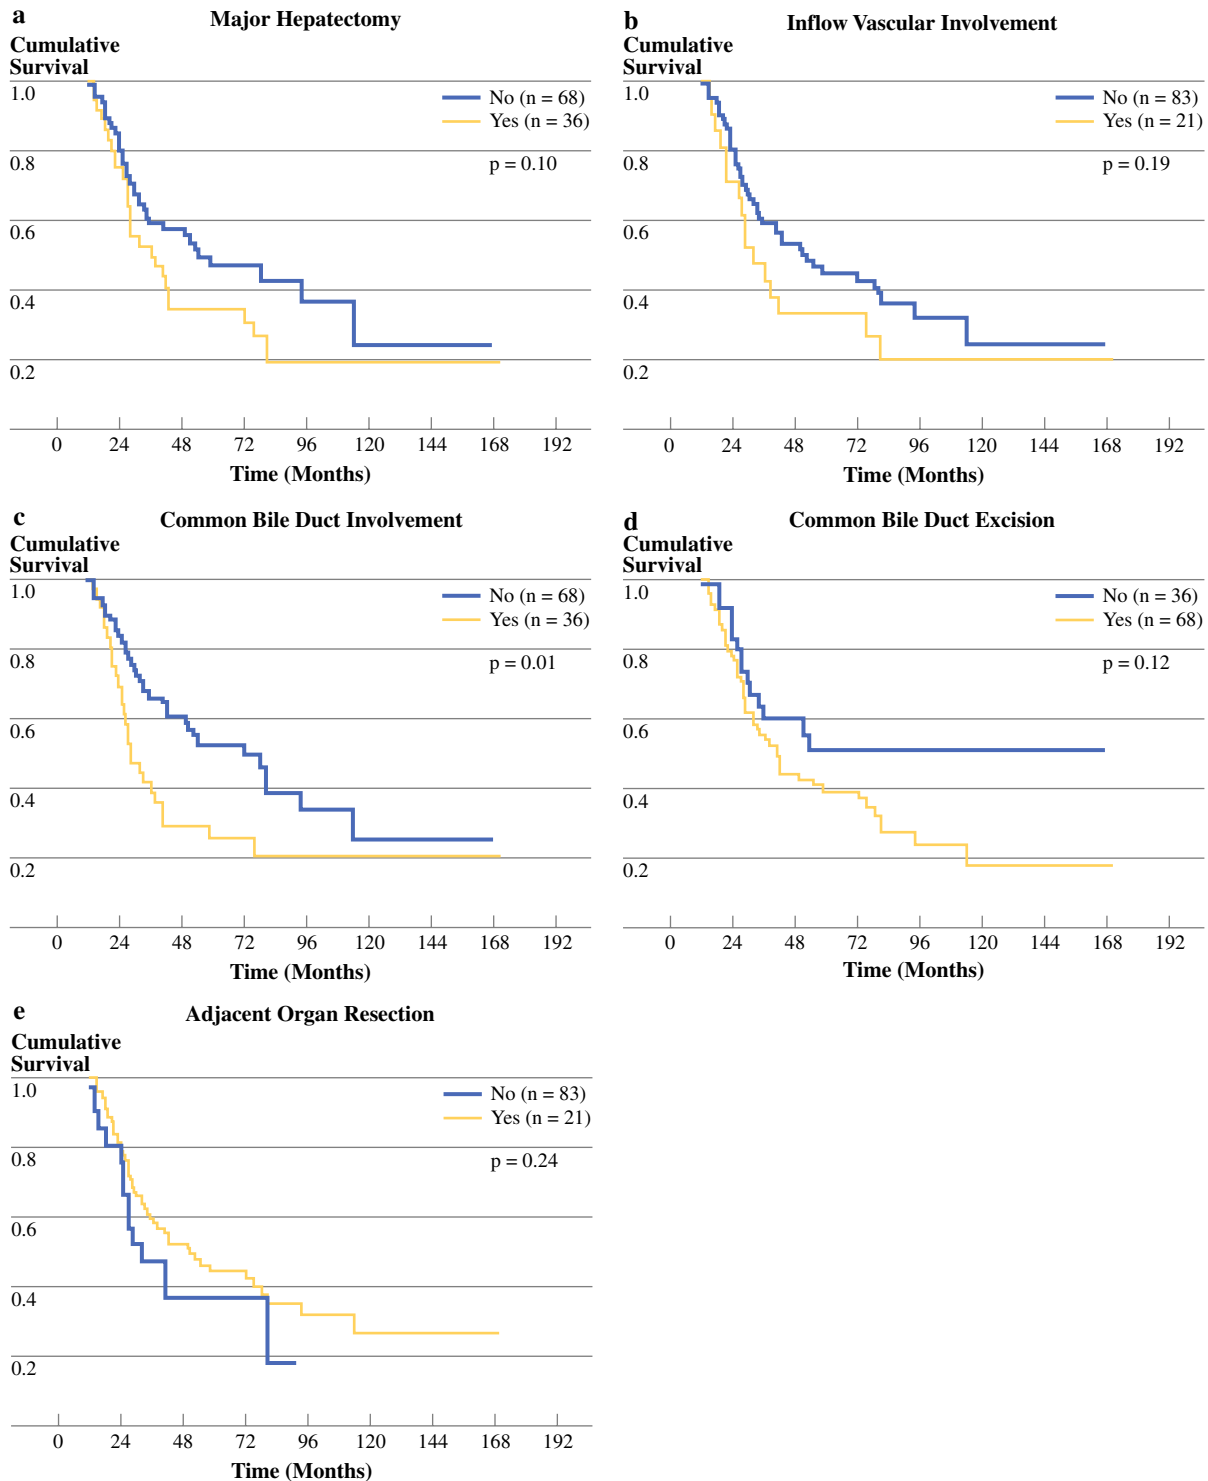 a
Major Hepatectomy
Cumulative
Survival
1.0
No (n = 68)
Yes (n = 36)
0.8
p = 0.10
0.6
0.4
0.2
0 24 48 72 96 120 144 168 192
Time (Months)
b
Inflow Vascular Involvement
Cumulative
Survival
1.0
No (n = 83)
Yes (n = 21)
0.8
p = 0.19
0.6
0.4
0.2
0 24 48 72 96 120 144 168 192
Time (Months)
c
Common Bile Duct Involvement
Cumulative
Survival
1.0
No (n = 68)
Yes (n = 36)
0.8
p = 0.01
0.6
0.4
0.2
0 24 48 72 96 120 144 168 192
Time (Months)
d
Common Bile Duct Excision
Cumulative
Survival
1.0
No (n = 36)
Yes (n = 68)
0.8
p = 0.12
0.6
0.4
0.2
0 24 48 72 96 120 144 168 192
Time (Months)
e
Adjacent Organ Resection
Cumulative
Survival
1.0
No (n = 83)
Yes (n = 21)
0.8
p = 0.24
0.6
0.4
0.2
0 24 48 72 96 120 144 168 192
Time (Months)